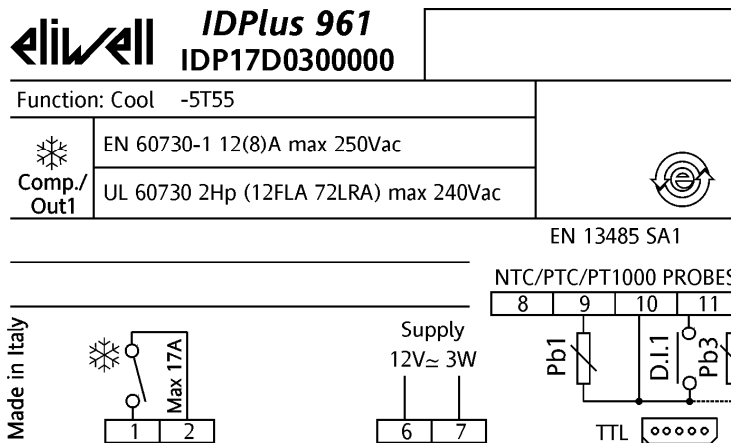 eliwell
IDPlus 961
IDP17D0300000
Function: Cool -5T55
Comp./
Out1
EN 60730-1 12(8)A max 250Vac
UL 60730 2Hp (12FLA 72LRA) max 240Vac
e
EN 13485 SA1
NTC/PTC/PT1000 PROBES
8 9 10 11
Made in Italy
Max 17A
1 2
Supply
12V≃ 3W
6 7
Pb1
D.I.1
Pb3
TTL